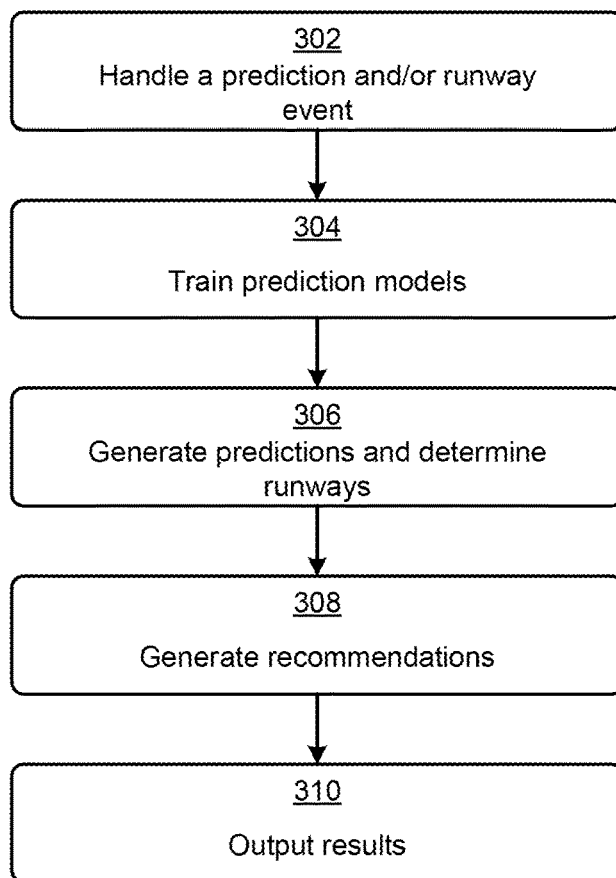 302
Handle a prediction and/or runway
event
304
Train prediction models
306
Generate predictions and determine
runways
308
Generate recommendations
310
Output results